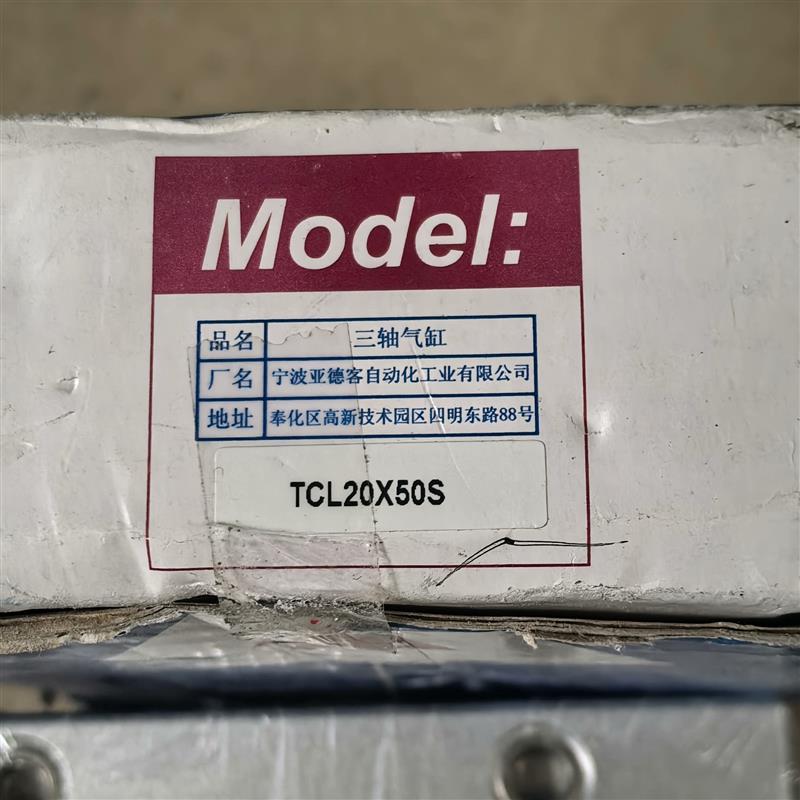 Model:
品名 三轴气缸
厂名 宁波亚德客自动化工业有限公司
地址 奉化区高新技术园区四明东路88号
TCL20X50S